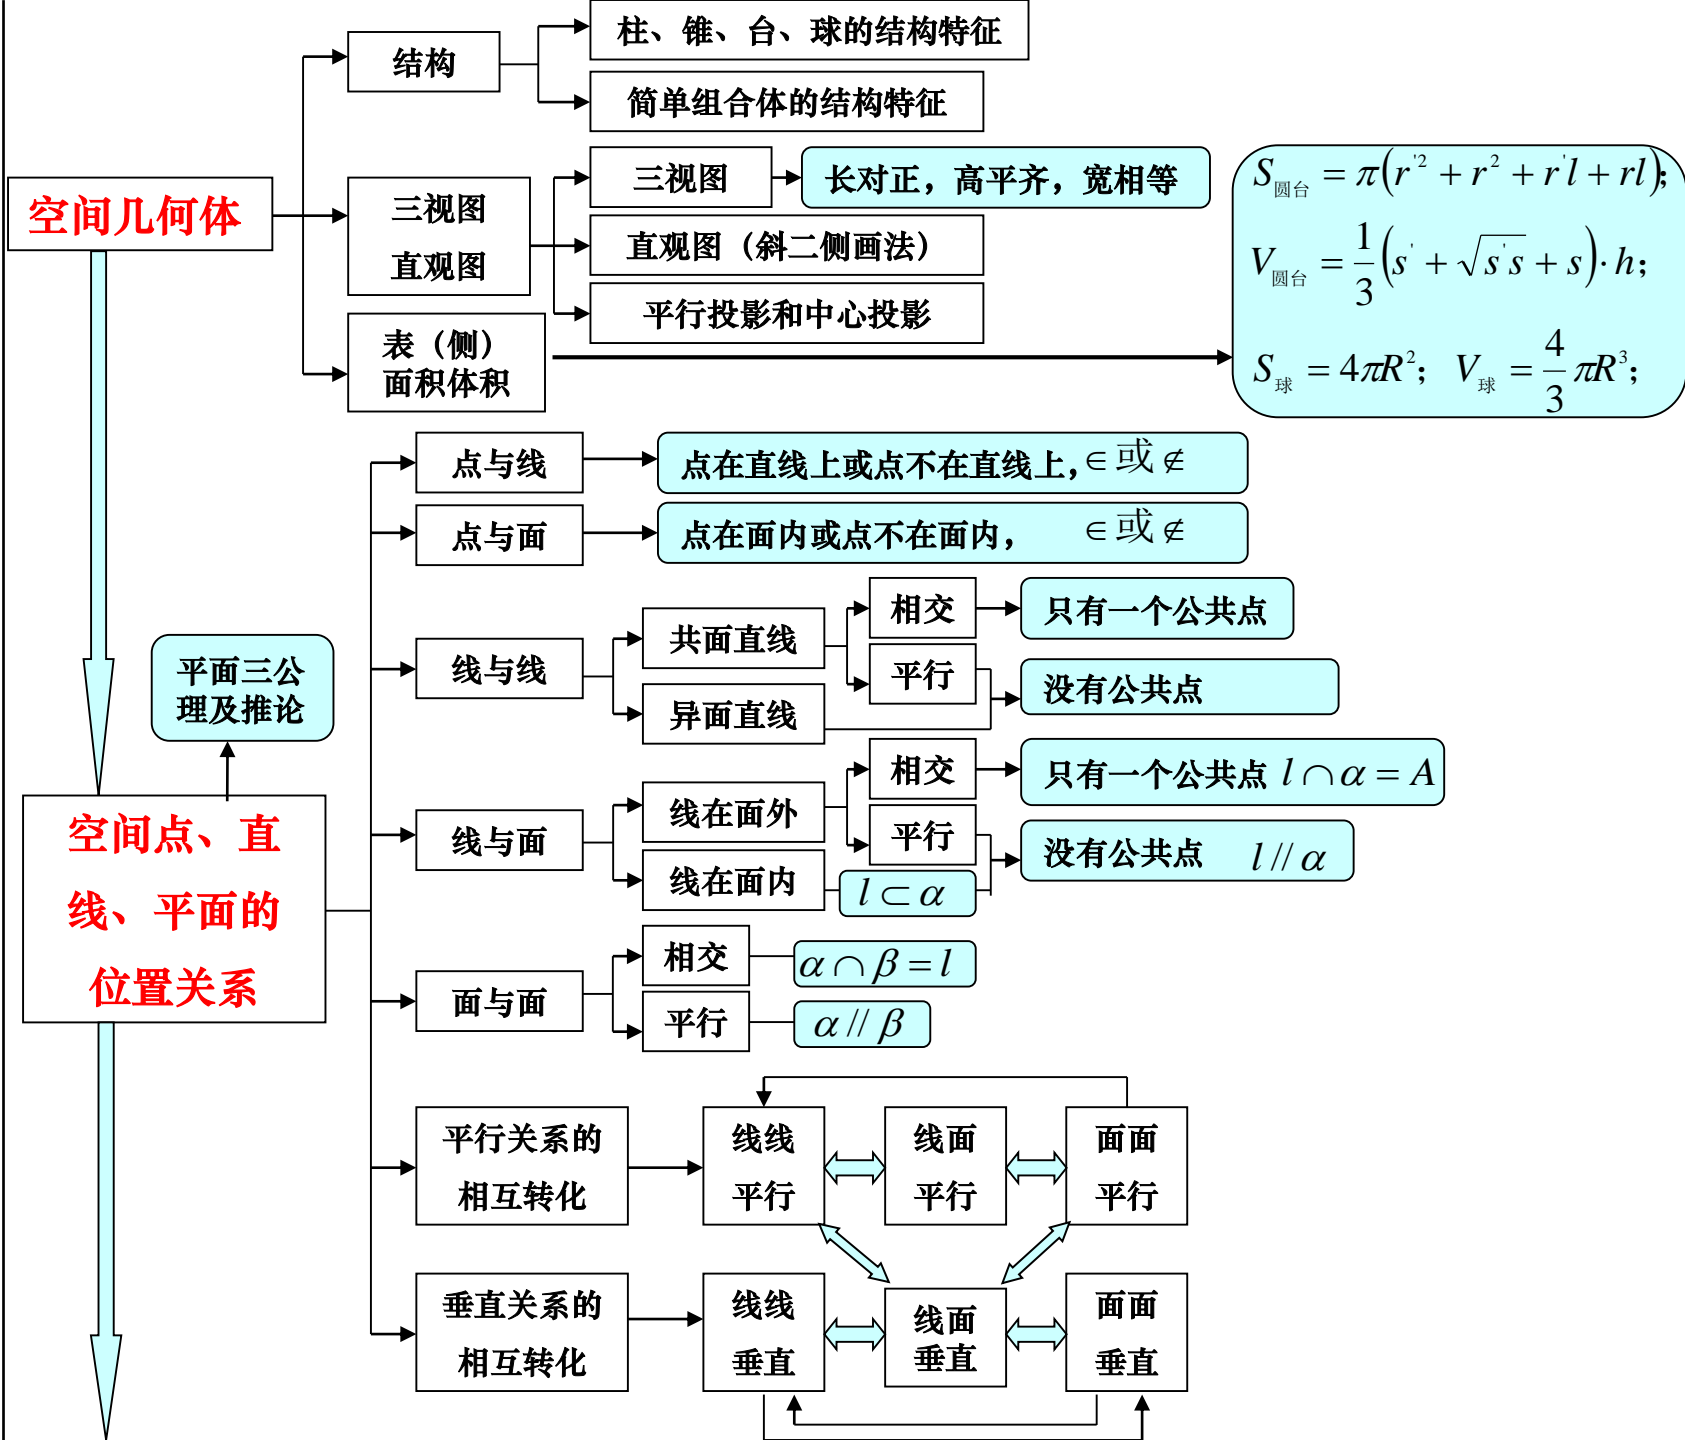 柱、锥、台、球的结构特征
结构
简单组合体的结构特征
空间几何体
三视图
直观图
三视图
长对正，高平齐，宽相等
直观图（斜二侧画法）
平行投影和中心投影
表（侧）
面积体积
S圆台 = π(r'² + r² + r'l + rl);
V圆台 = 1/3 (s' + √(s's) + s)·h；
S球 = 4πR²； V球 = 4/3 πR³；
点与线
点在直线上或点不在直线上，∈或∉
点与面
点在面内或点不在面内， ∈或∉
线与线
共面直线
相交
只有一个公共点
平行
没有公共点
异面直线
平面三公
理及推论
空间点、直
线、平面的
位置关系
线与面
线在面外
相交
只有一个公共点 l∩α=A
平行
没有公共点 l//α
线在面内
l⊂α
面与面
相交
α∩β=l
平行
α//β
平行关系的
相互转化
线线
平行
线面
平行
面面
平行
垂直关系的
相互转化
线线
垂直
线面
垂直
面面
垂直